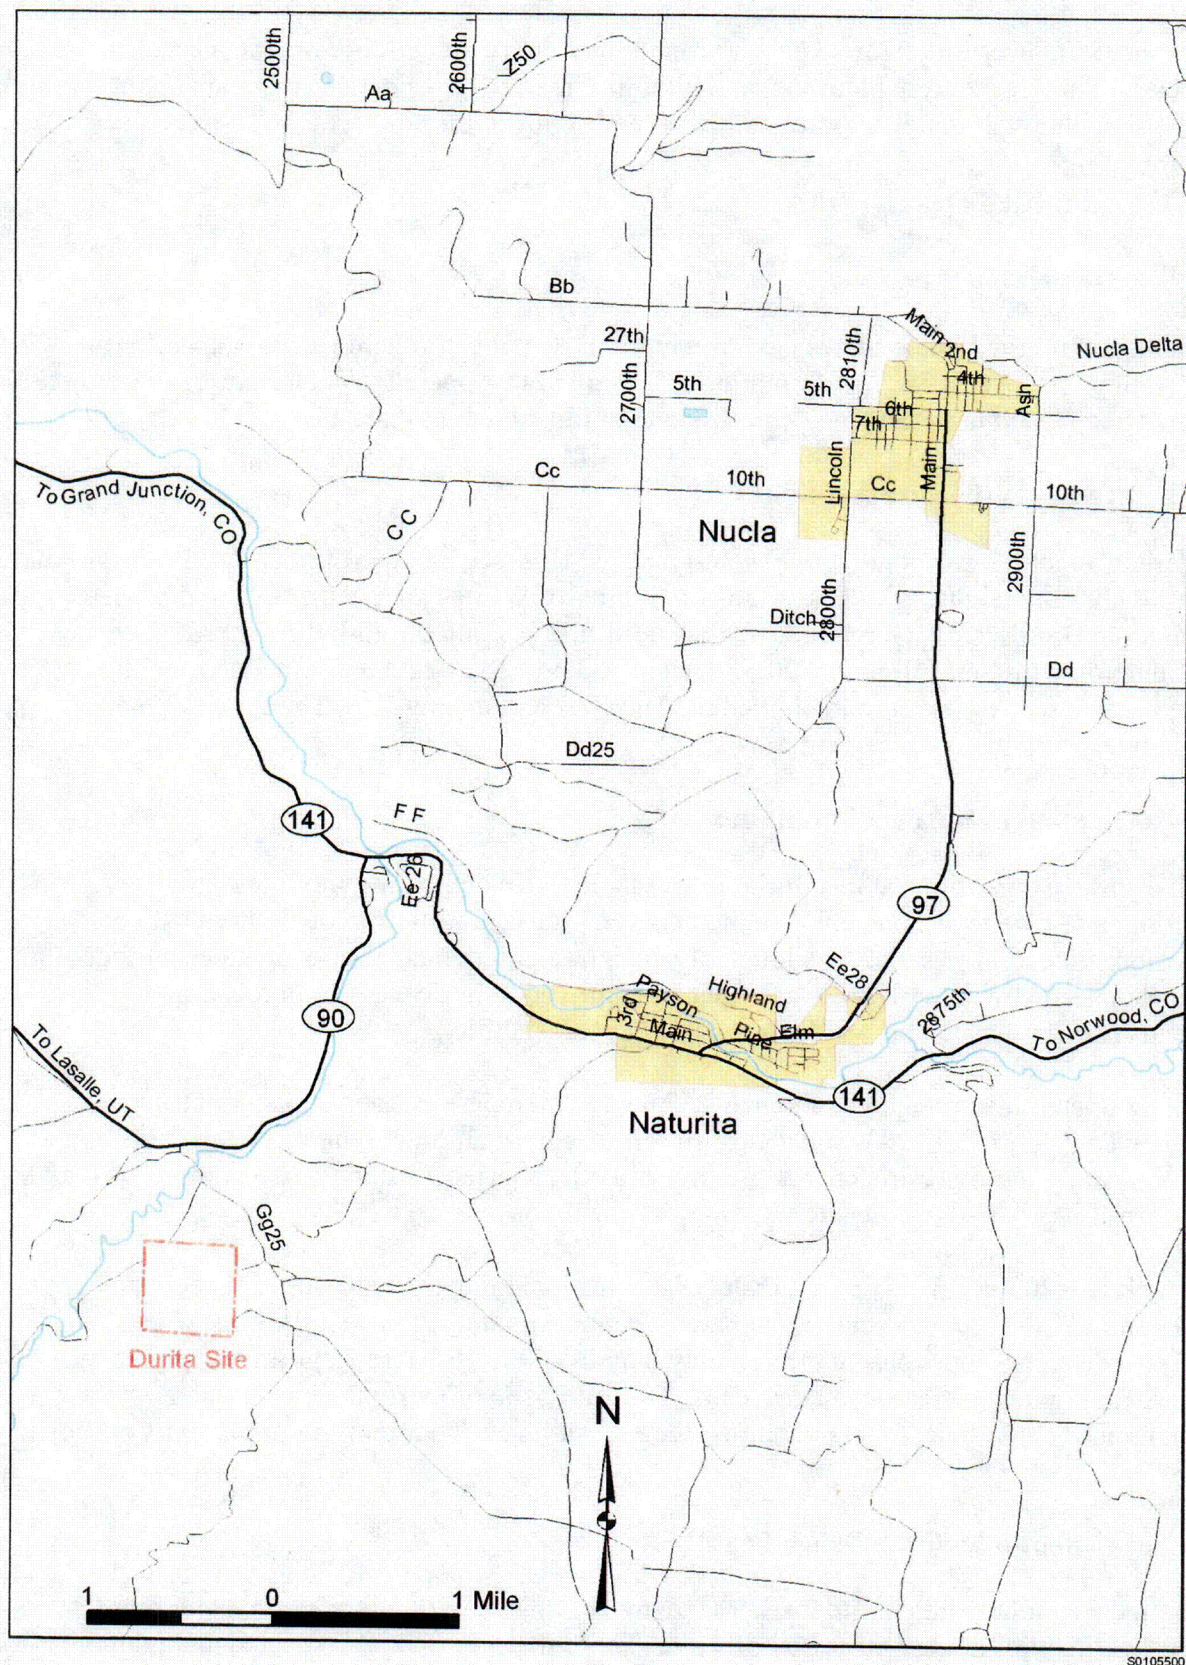 2500th
2600th
Z50
Aa
Bb
Main
27th
2810th
2nd
Nucla Delta
2700th
5th
5th
4th
6th
Ash
7th
Cc
10th
Lincoln
Cc
Main
10th
To Grand Junction, CO
C C
Nucla
2900th
Ditch
2800th
Dd
Dd25
F F
141
Ee 26
97
Ee28
Payson
Highland
2875th
3rd
90
Main
Pine
Elm
To Norwood, CO
To Lasalle, UT
141
Naturita
Gg25
Durita Site
N
1 0 1 Mile
S0105500